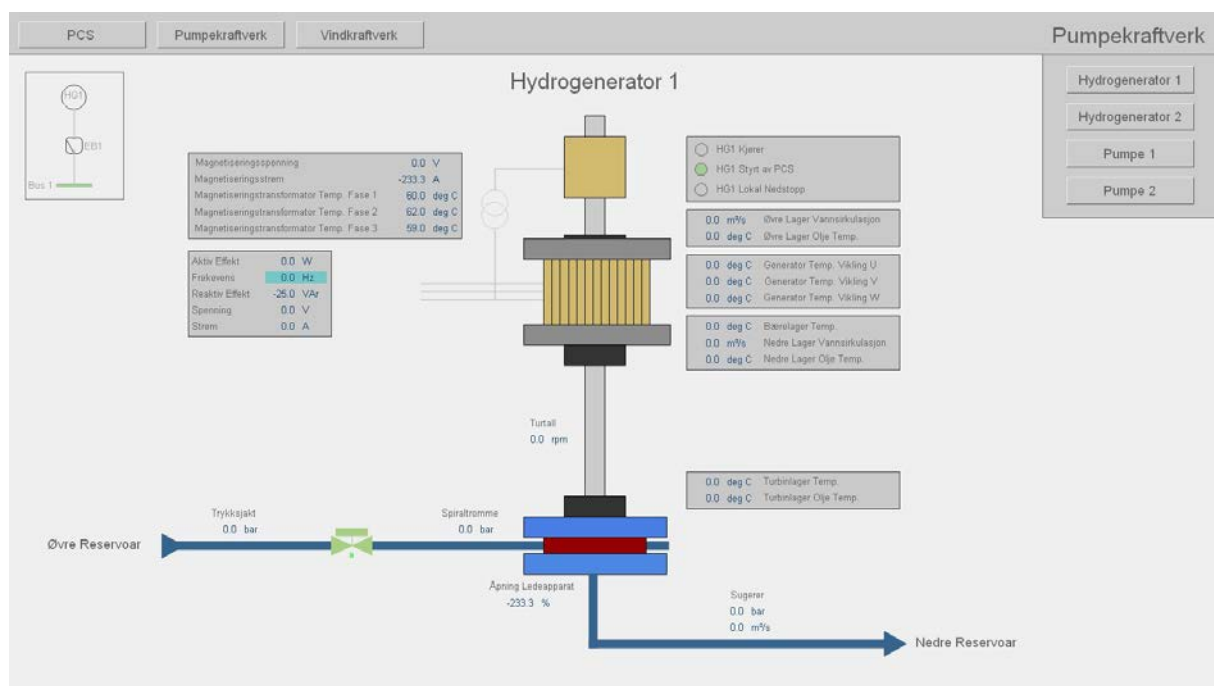 PCS
Pumpekraftverk
Vindkraftverk
Pumpekraftverk
Hydrogenerator 1
Hydrogenerator 1
Hydrogenerator 2
Pumpe 1
Pumpe 2
HG1
EB1
Bus 1
Magnetiseringsspenning 0.0 V
Magnetiseringsstrøm -233.3 A
Magnetiseringstransformator Temp. Fase 1 60.0 deg C
Magnetiseringstransformator Temp. Fase 2 62.0 deg C
Magnetiseringstransformator Temp. Fase 3 59.0 deg C
Aktiv Effekt 0.0 W
Frekevens 0.0 Hz
Reaktiv Effekt -25.0 VAr
Spenning 0.0 V
Strøm 0.0 A
HG1 Kjører
HG1 Styrt av PCS
HG1 Lokal Nedstopp
0.0 m³/s Øvre Lager Vannsirkulasjon
0.0 deg C Øvre Lager Olje Temp.
0.0 deg C Generator Temp. Vikling U
0.0 deg C Generator Temp. Vikling V
0.0 deg C Generator Temp. Vikling W
0.0 deg C Bærelager Temp.
0.0 m³/s Nedre Lager Vannsirkulasjon
0.0 deg C Nedre Lager Olje Temp.
Turtall
0.0 rpm
0.0 deg C Turbinlager Temp.
0.0 deg C Turbinlager Olje Temp.
Trykksjakt
0.0 bar
Spiraltromme
0.0 bar
Øvre Reservoar
Åpning Ledeapparat
-233.3 %
Sugerør
0.0 bar
0.0 m³/s
Nedre Reservoar